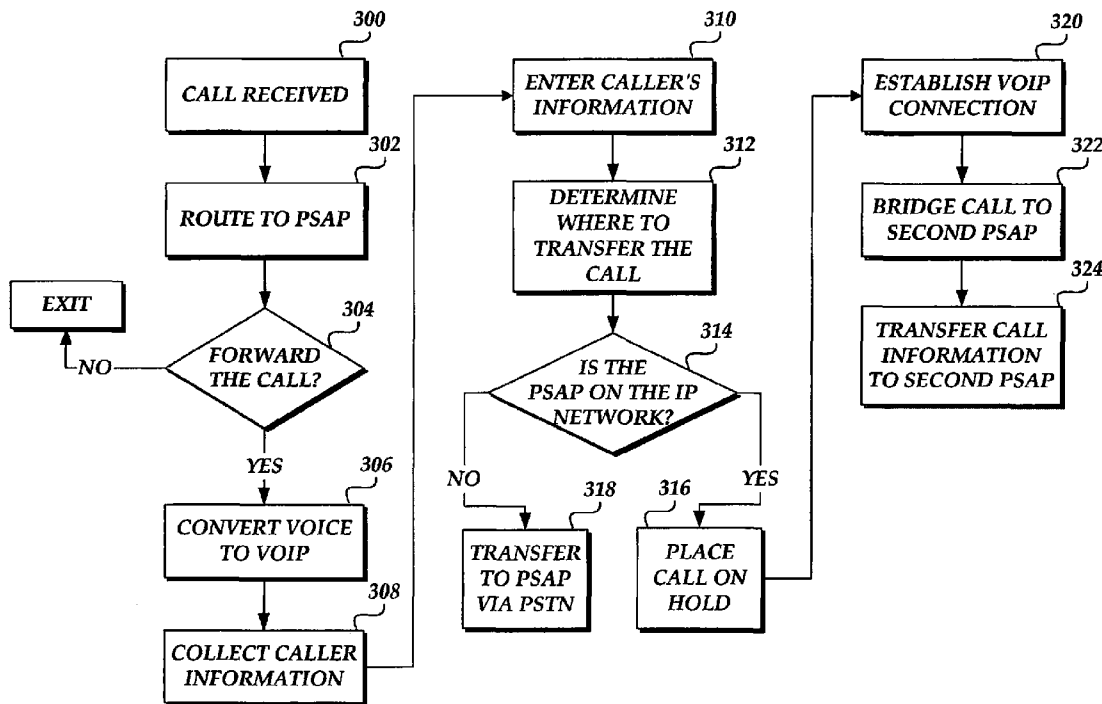 300
CALL RECEIVED
302
ROUTE TO PSAP
EXIT
304
NO
FORWARD
THE CALL?
YES
306
CONVERT VOICE
TO VOIP
308
COLLECT CALLER
INFORMATION
310
ENTER CALLER'S
INFORMATION
312
DETERMINE
WHERE TO
TRANSFER THE
CALL
314
IS THE
PSAP ON THE IP
NETWORK?
NO
YES
318
TRANSFER
TO PSAP
VIA PSTN
316
PLACE
CALL ON
HOLD
320
ESTABLISH VOIP
CONNECTION
322
BRIDGE CALL TO
SECOND PSAP
324
TRANSFER CALL
INFORMATION
TO SECOND PSAP